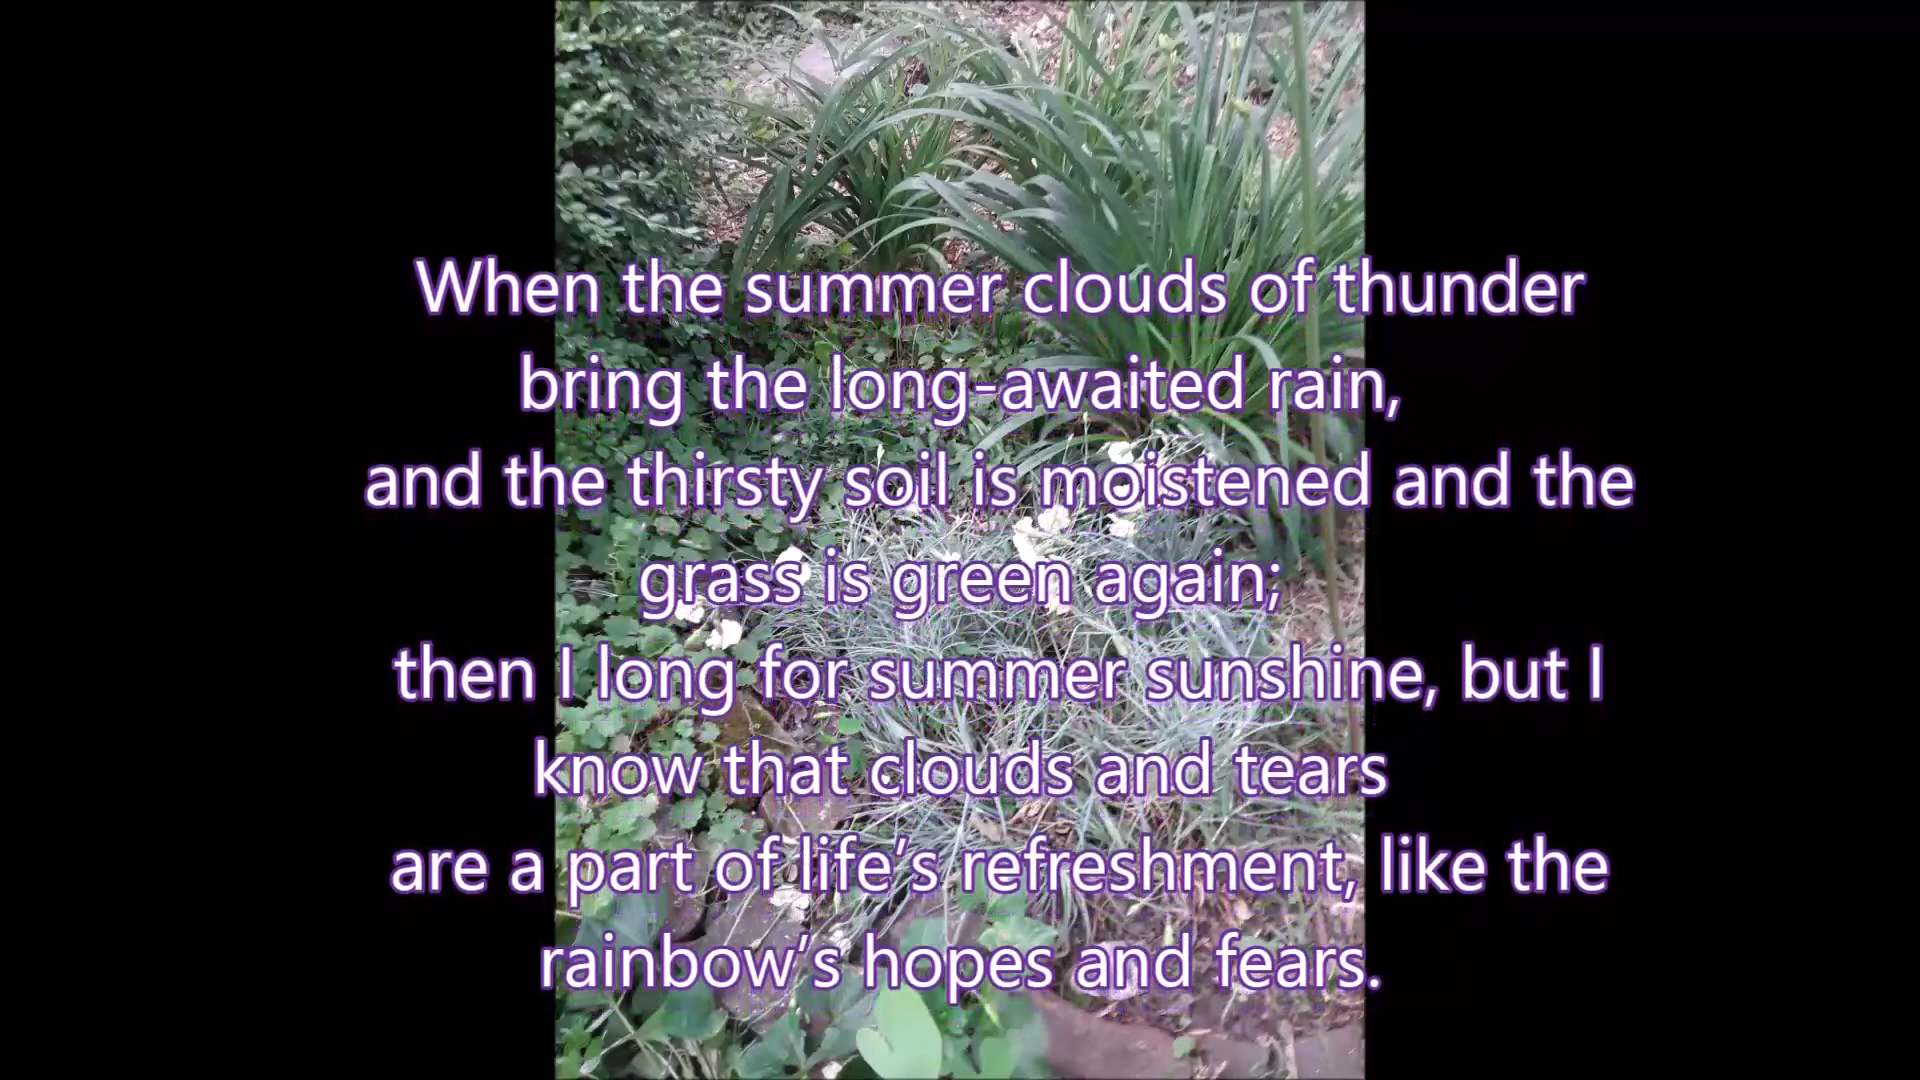 When the summer clouds of thunder
bring the long-awaited rain,
and the thirsty soil is moistened and the
grass is green again;
then I long for summer sunshine, but I
know that clouds and tears
are a part of life’s refreshment, like the
rainbow’s hopes and fears.